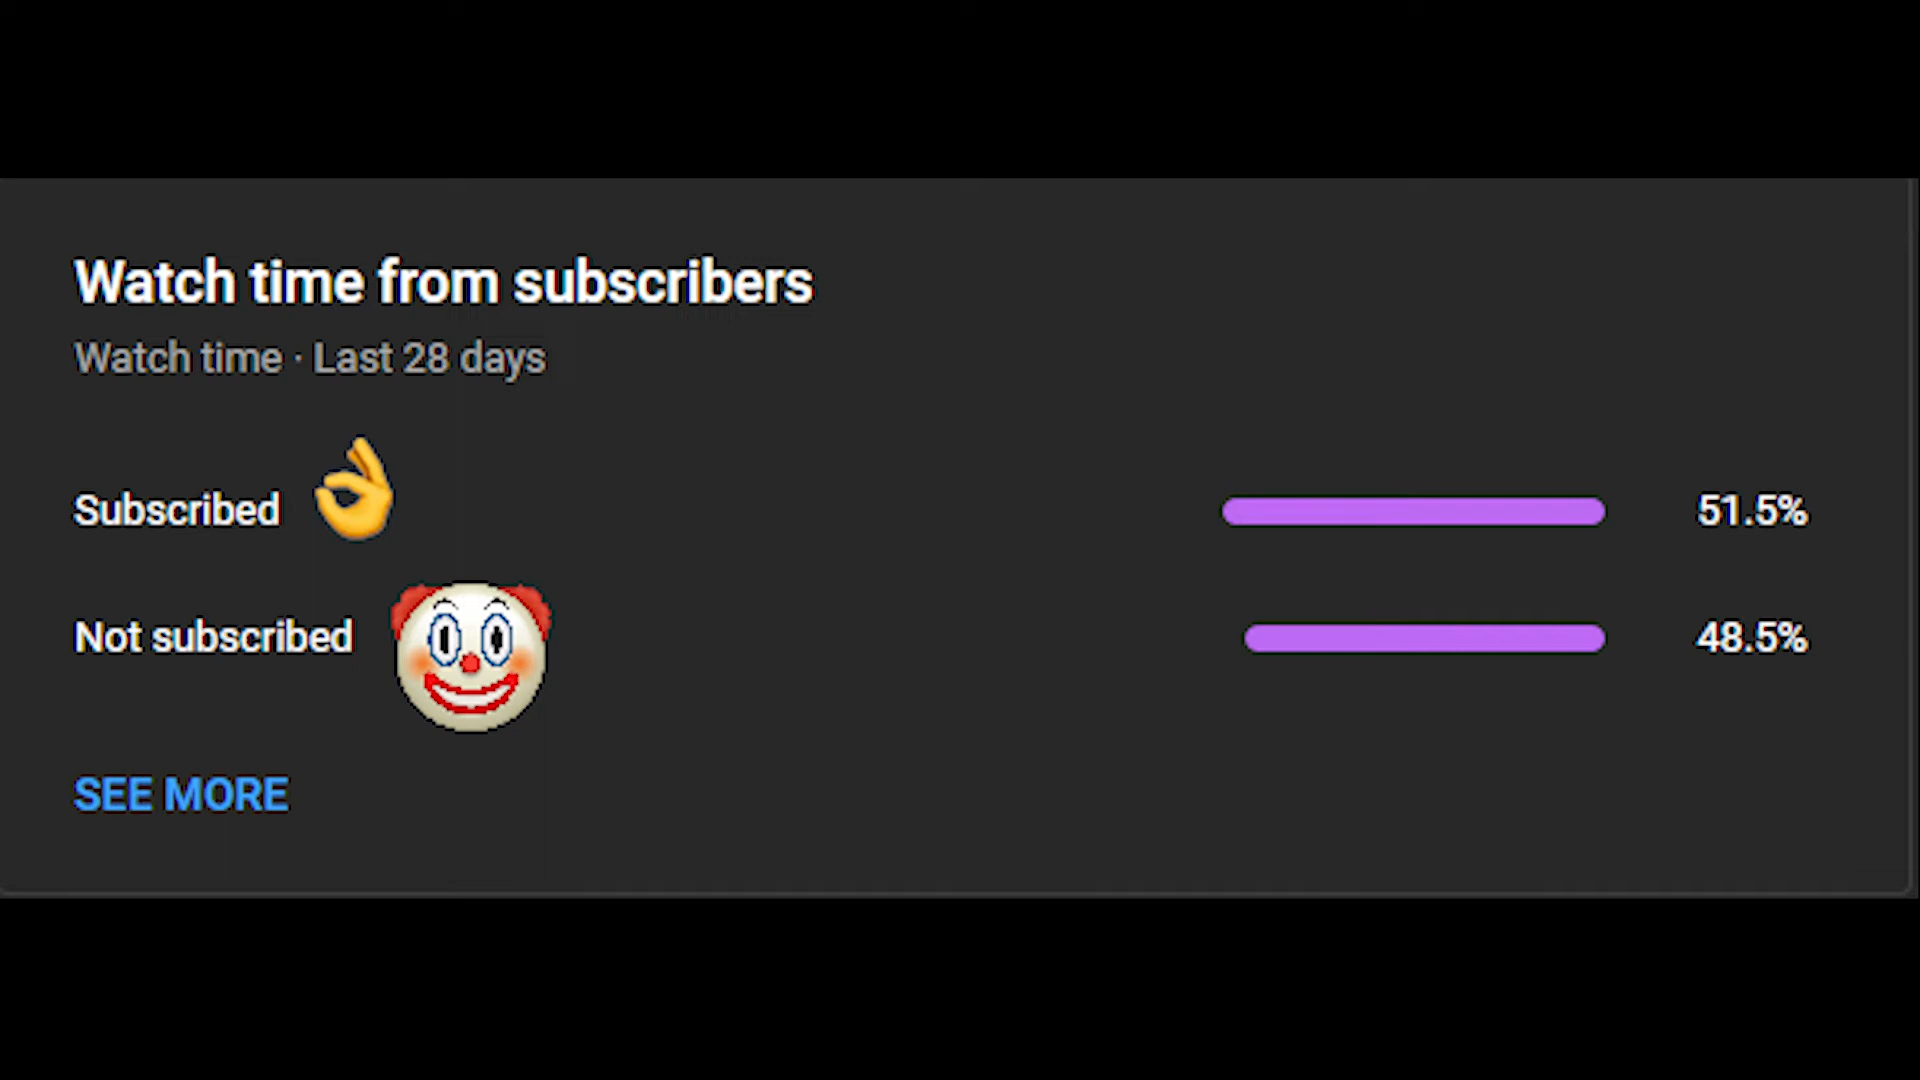 Watch time from subscribers
Watch time · Last 28 days
Subscribed 51.5%
Not subscribed 48.5%
SEE MORE